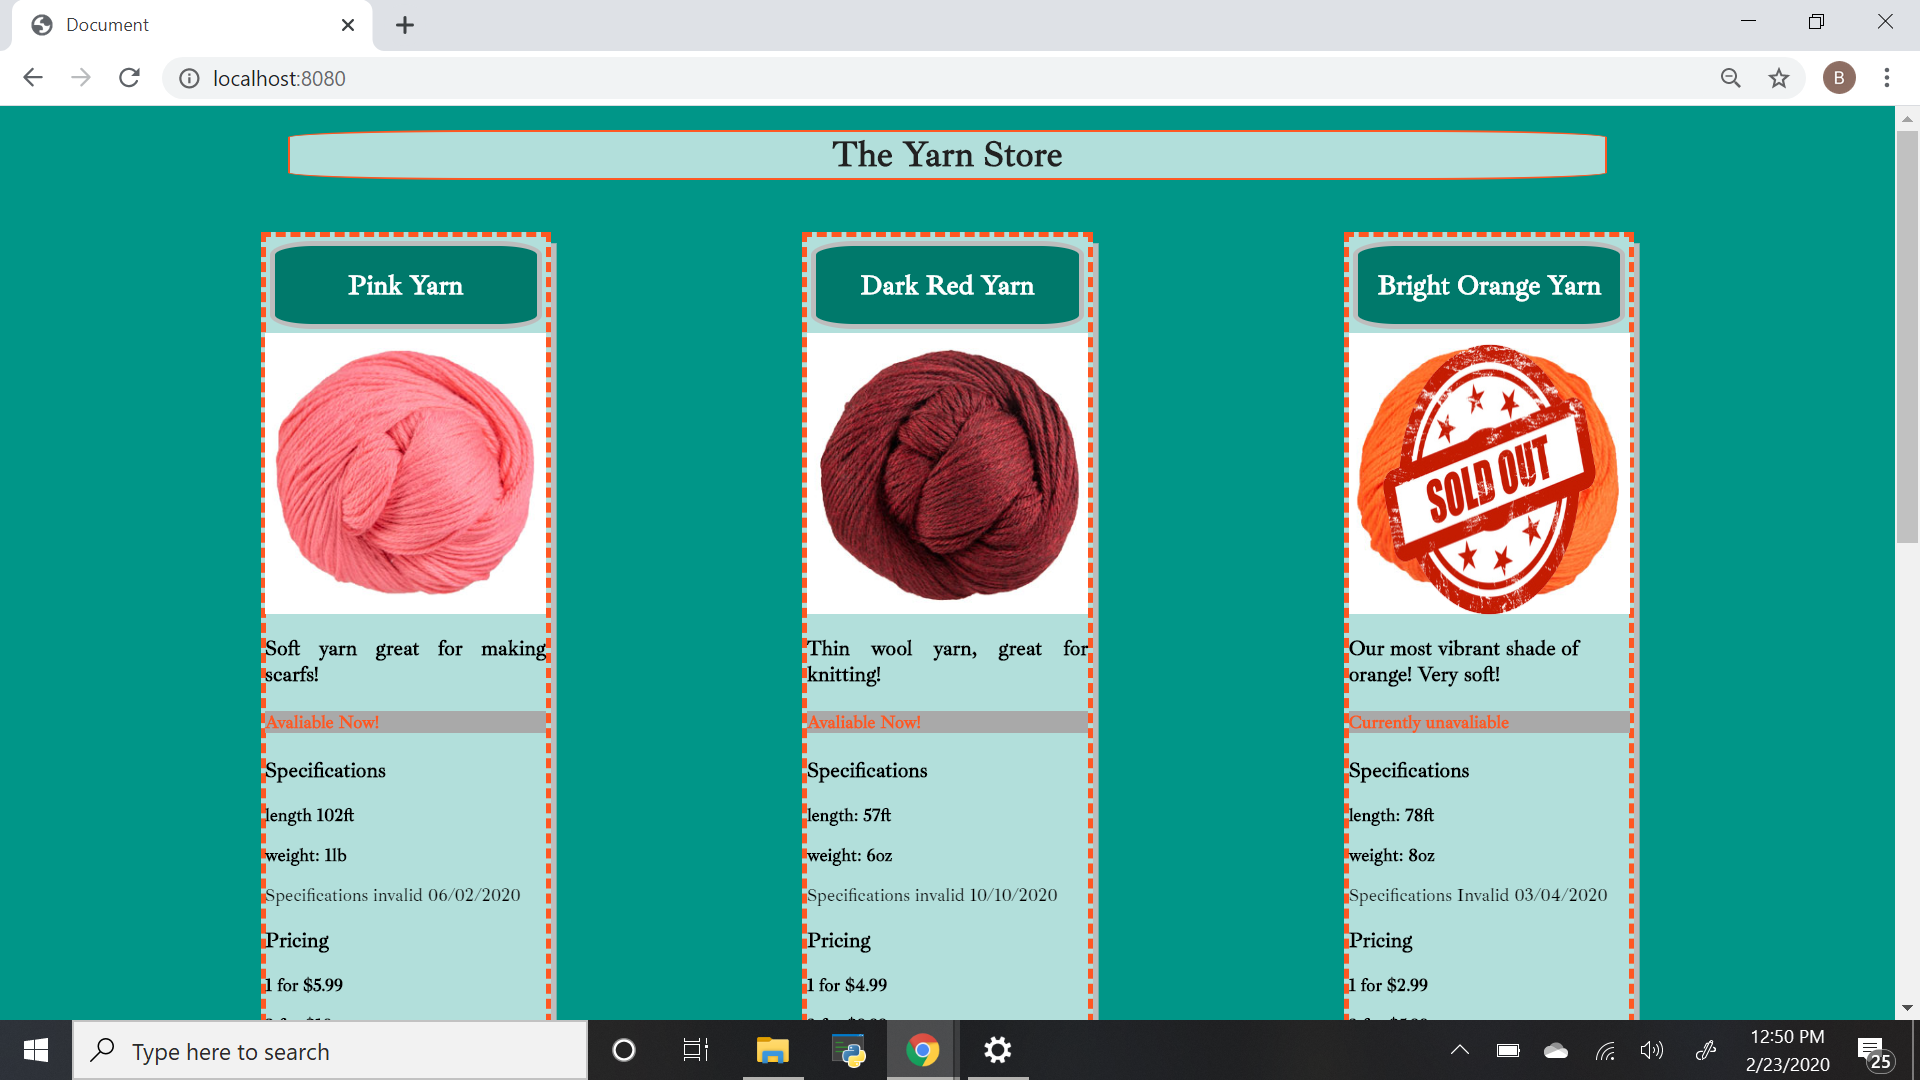 Document
localhost:8080
B
The Yarn Store
Pink Yarn
Soft yarn great for making
scarfs!
Avaliable Now!
Specifications
length 102ft
weight: 1lb
Specifications invalid 06/02/2020
Pricing
1 for $5.99
Dark Red Yarn
Thin wool yarn, great for
knitting!
Avaliable Now!
Specifications
length: 57ft
weight: 6oz
Specifications invalid 10/10/2020
Pricing
1 for $4.99
Bright Orange Yarn
SOLD OUT
Our most vibrant shade of
orange! Very soft!
Currently unavaliable
Specifications
length: 78ft
weight: 8oz
Specifications Invalid 03/04/2020
Pricing
1 for $2.99
Type here to search
12:50 PM
2/23/2020
25